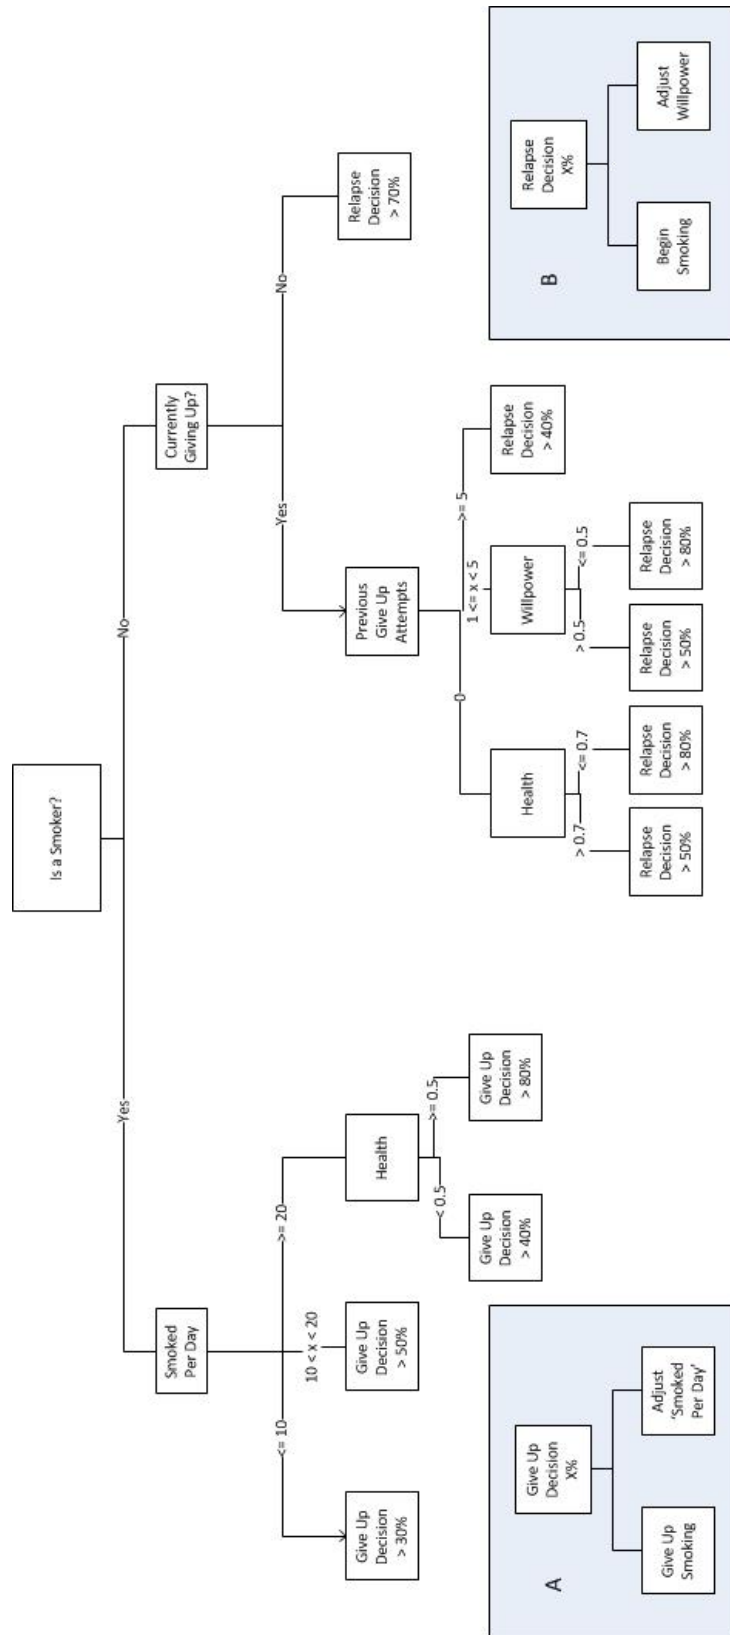 Is a Smoker?
Yes
No
Smoked
Per Day
Currently
Giving Up?
<= 10
10 < x < 20
>= 20
Yes
No
Give Up
Decision
> 30%
Give Up
Decision
> 50%
Health
Previous
Give Up
Attempts
Relapse
Decision
> 70%
< 0.5
>= 0.5
0
1 <= x < 5
>= 5
Give Up
Decision
> 40%
Give Up
Decision
> 80%
Health
Willpower
Relapse
Decision
> 40%
> 0.7
<= 0.7
> 0.5
<= 0.5
Relapse
Decision
> 50%
Relapse
Decision
> 80%
Relapse
Decision
> 50%
Relapse
Decision
> 80%
A
Give Up
Decision
X%
Give Up
Smoking
Adjust
'Smoked
Per Day'
B
Relapse
Decision
X%
Begin
Smoking
Adjust
Willpower